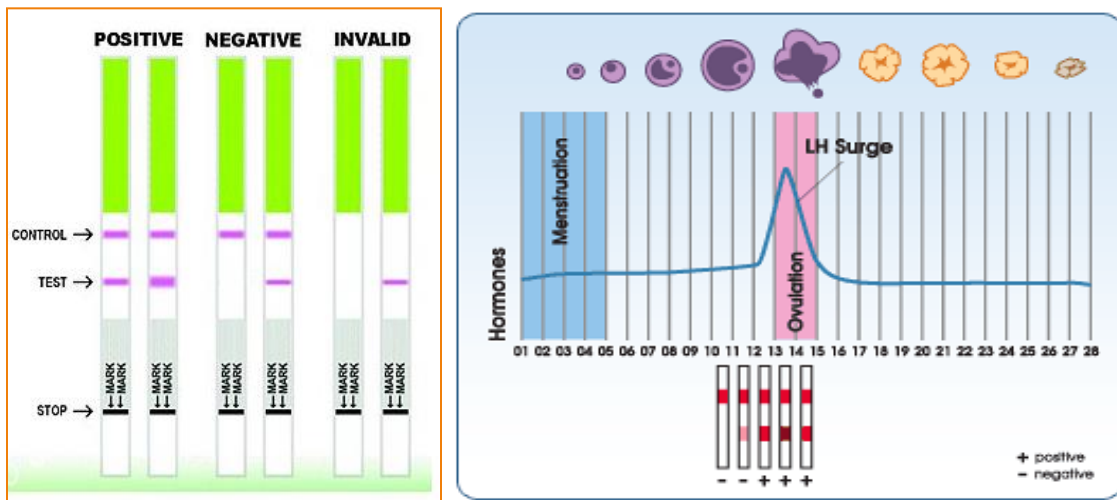 POSITIVE NEGATIVE INVALID
CONTROL →
TEST →
←MARK ←MARK ←MARK ←MARK ←MARK ←MARK
←MARK ←MARK ←MARK ←MARK ←MARK ←MARK
STOP →
LH Surge
Menstruation
Ovulation
Hormones
01 02 03 04 05 06 07 08 09 10 11 12 13 14 15 16 17 18 19 20 21 22 23 24 25 26 27 28
- - + + +
+ positive
- negative